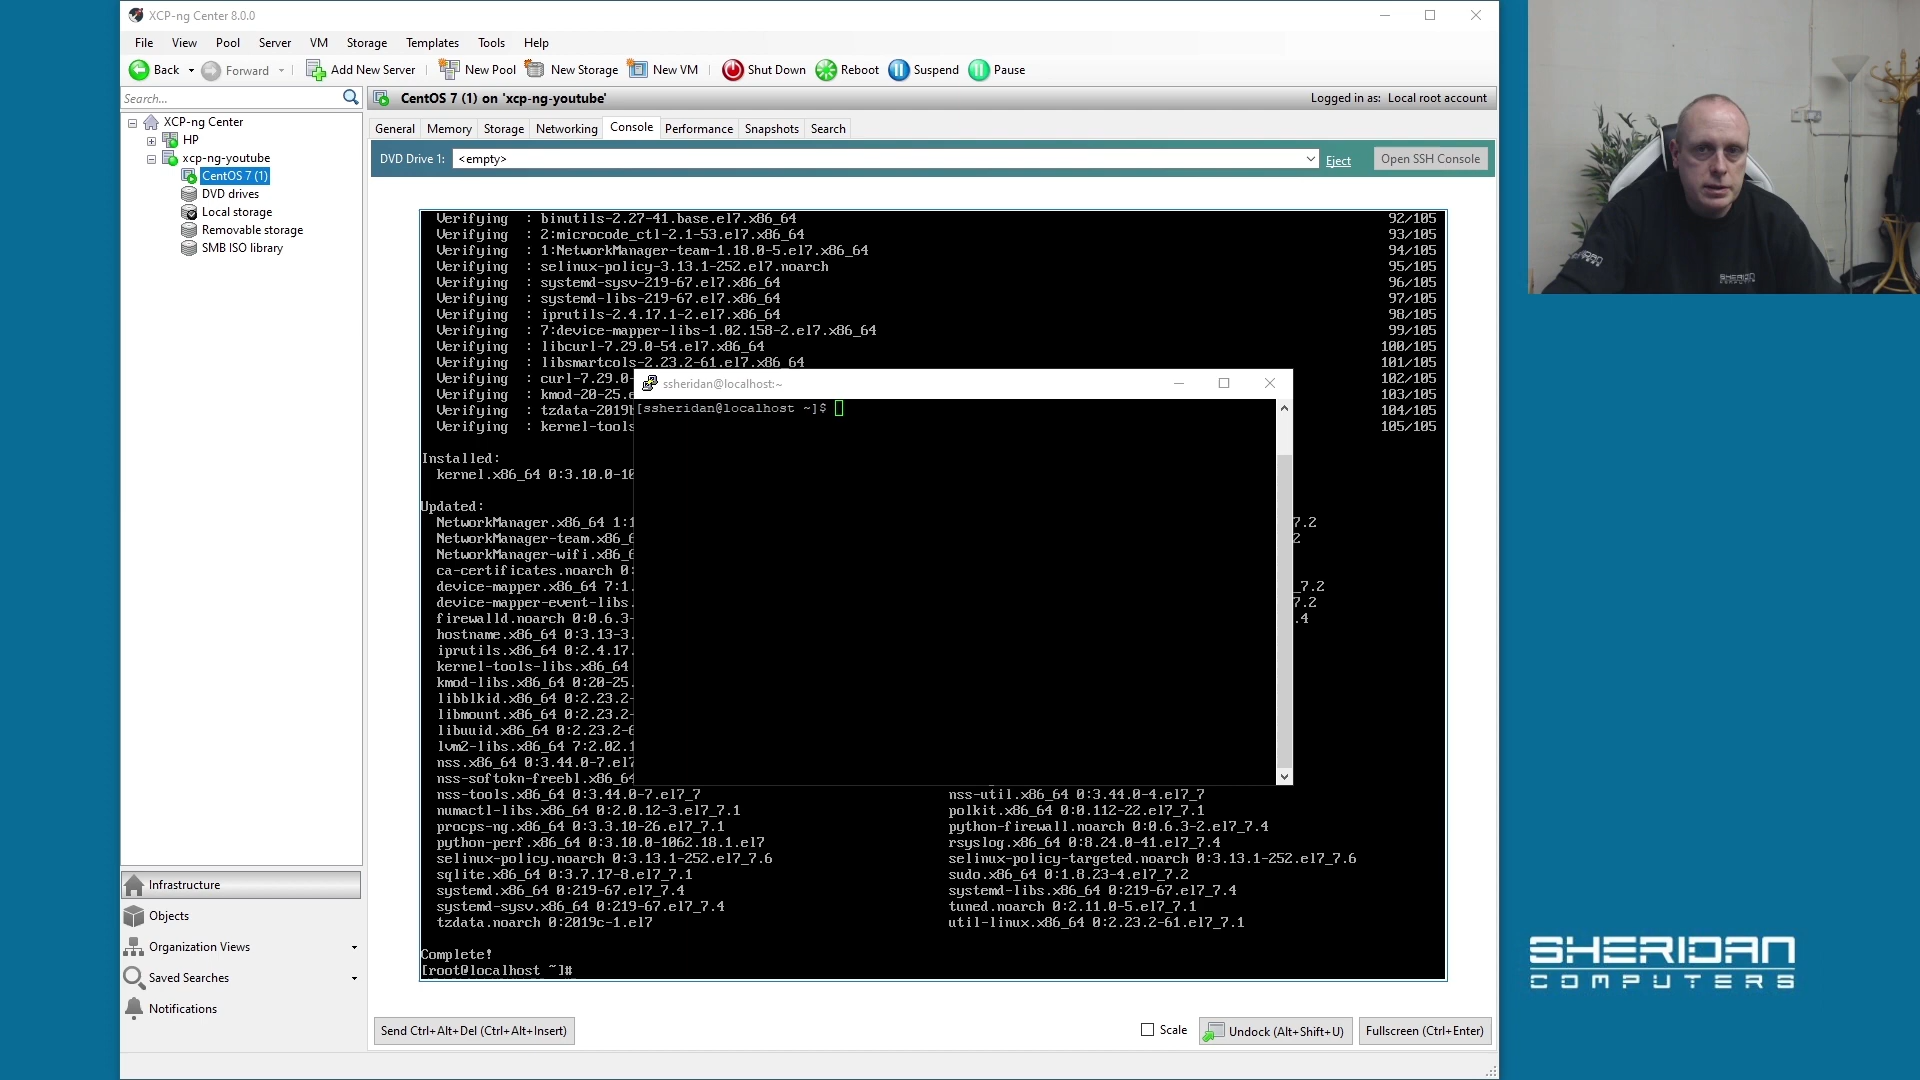 XCP-ng Center 8.0.0
File View Pool Server VM Storage Templates Tools Help
Back Forward Add New Server New Pool New Storage New VM Shut Down Reboot Suspend Pause
Search...
CentOS 7 (1) on 'xcp-ng-youtube'
Logged in as: Local root account
XCP-ng Center
HP
xcp-ng-youtube
CentOS 7 (1)
DVD drives
Local storage
Removable storage
SMB ISO library
General Memory Storage Networking Console Performance Snapshots Search
DVD Drive 1: <empty> Eject Open SSH Console
Verifying : binutils-2.27-41.base.el7.x86_64 92/105
Verifying : 2:microcode_ctl-2.1-53.el7.x86_64 93/105
Verifying : 1:NetworkManager-team-1.18.0-5.el7.x86_64 94/105
Verifying : selinux-policy-3.13.1-252.el7.noarch 95/105
Verifying : systemd-sysv-219-67.el7.x86_64 96/105
Verifying : systemd-libs-219-67.el7.x86_64 97/105
Verifying : iprutils-2.4.17.1-2.el7.x86_64 98/105
Verifying : 7:device-mapper-libs-1.02.158-2.el7.x86_64 99/105
Verifying : libcurl-7.29.0-54.el7.x86_64 100/105
Verifying : libsmartcols-2.23.2-61.el7.x86_64 101/105
Verifying : curl-7.29.0- 102/105
Verifying : kmod-20-25.e 103/105
Verifying : tzdata-2019b 104/105
Verifying : kernel-tools 105/105
Installed:
kernel.x86_64 0:3.10.0-10
Updated:
NetworkManager.x86_64 1:1 7.2
NetworkManager-team.x86_6 2
NetworkManager-wifi.x86_6
ca-certificates.noarch 0:
device-mapper.x86_64 7:1. _7.2
device-mapper-event-libs. 7.2
firewalld.noarch 0:0.6.3- .4
hostname.x86_64 0:3.13-3.
iprutils.x86_64 0:2.4.17.
kernel-tools-libs.x86_64
kmod-libs.x86_64 0:20-25.
libblkid.x86_64 0:2.23.2-
libmount.x86_64 0:2.23.2-
libuuid.x86_64 0:2.23.2-6
lvm2-libs.x86_64 7:2.02.1
nss.x86_64 0:3.44.0-7.el7
nss-softokn-freebl.x86_64
nss-tools.x86_64 0:3.44.0-7.el7_7 nss-util.x86_64 0:3.44.0-4.el7_7
numactl-libs.x86_64 0:2.0.12-3.el7_7.1 polkit.x86_64 0:0.112-22.el7_7.1
procps-ng.x86_64 0:3.3.10-26.el7_7.1 python-firewall.noarch 0:0.6.3-2.el7_7.4
python-perf.x86_64 0:3.10.0-1062.18.1.el7 rsyslog.x86_64 0:8.24.0-41.el7_7.4
selinux-policy.noarch 0:3.13.1-252.el7_7.6 selinux-policy-targeted.noarch 0:3.13.1-252.el7_7.6
sqlite.x86_64 0:3.7.17-8.el7_7.1 sudo.x86_64 0:1.8.23-4.el7_7.2
systemd.x86_64 0:219-67.el7_7.4 systemd-libs.x86_64 0:219-67.el7_7.4
systemd-sysv.x86_64 0:219-67.el7_7.4 tuned.noarch 0:2.11.0-5.el7_7.1
tzdata.noarch 0:2019c-1.el7 util-linux.x86_64 0:2.23.2-61.el7_7.1
Complete!
[root@localhost ~]#
ssheridan@localhost:~
[ssheridan@localhost ~]$
Infrastructure
Objects
Organization Views
Saved Searches
Notifications
Send Ctrl+Alt+Del (Ctrl+Alt+Insert)
Scale
Undock (Alt+Shift+U)
Fullscreen (Ctrl+Enter)
SHERIDAN
COMPUTERS